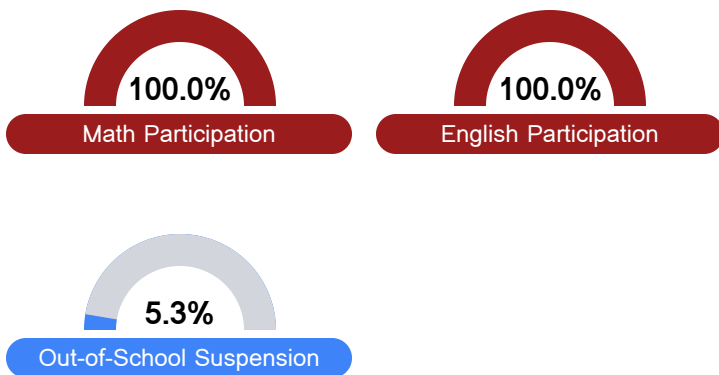 100.0%
Math Participation
100.0%
English Participation
5.3%
Out-of-School Suspension